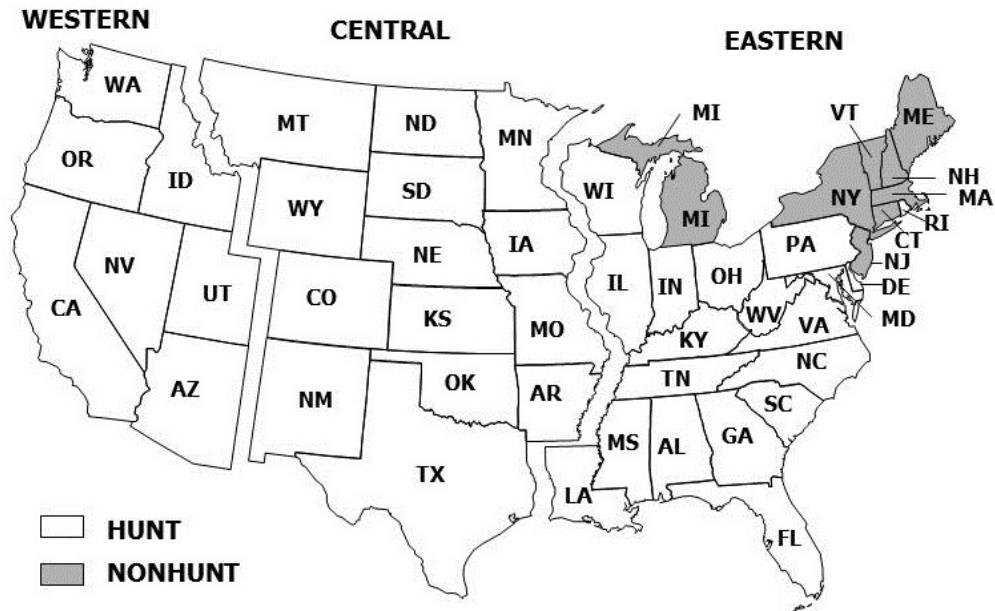 WESTERN
CENTRAL
EASTERN
WA
MT
ND
MN
MI
VT
ME
OR
ID
SD
WI
NH
MA
WY
MI
NY
RI
CT
NV
NE
IA
PA
NJ
UT
CO
IL
IN
OH
DE
CA
KS
MO
WV
VA
MD
KY
NC
AZ
NM
OK
AR
TN
SC
TX
MS
AL
GA
LA
FL
HUNT
NONHUNT